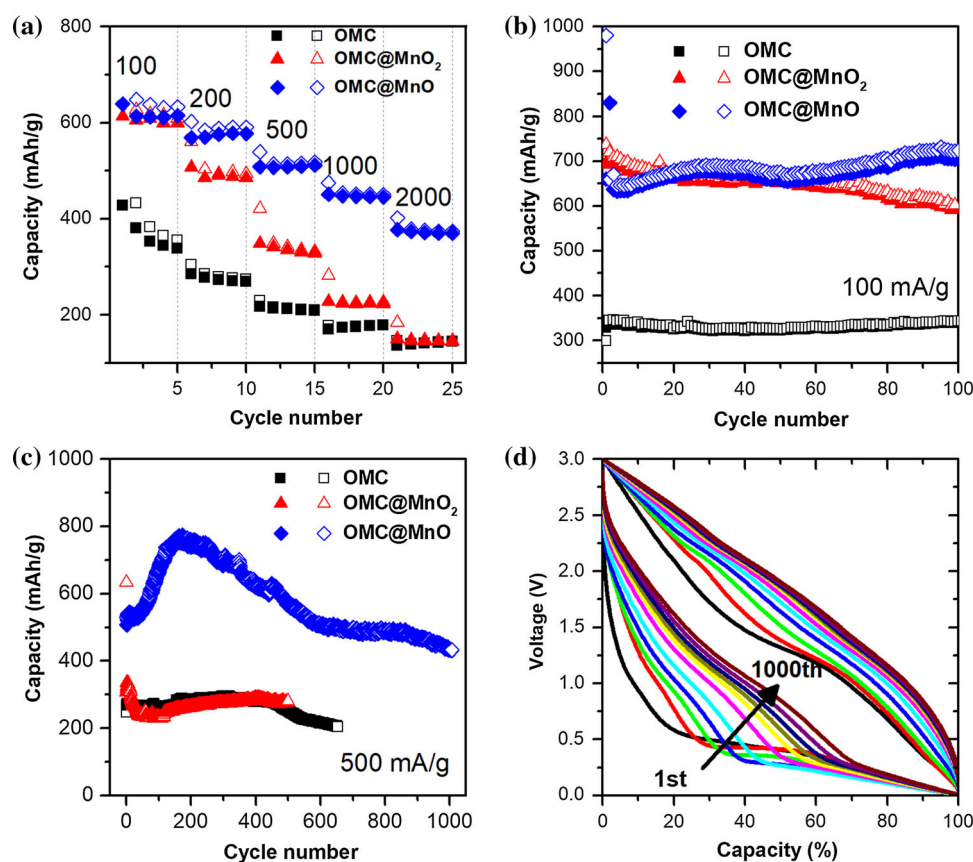 (a)
800
600
400
200
Capacity (mAh/g)
100
200
500
1000
2000
OMC
OMC@MnO₂
OMC@MnO
5 10 15 20 25
Cycle number
(b)
1000
900
800
700
600
500
400
350
300
Capacity (mAh/g)
OMC
OMC@MnO₂
OMC@MnO
100 mA/g
0 20 40 60 80 100
Cycle number
(c)
1000
800
600
400
200
0
Capacity (mAh/g)
OMC
OMC@MnO₂
OMC@MnO
500 mA/g
0 200 400 600 800 1000
Cycle number
(d)
3.0
2.5
2.0
1.5
1.0
0.5
0.0
Voltage (V)
1000th
1st
0 20 40 60 80 100
Capacity (%)